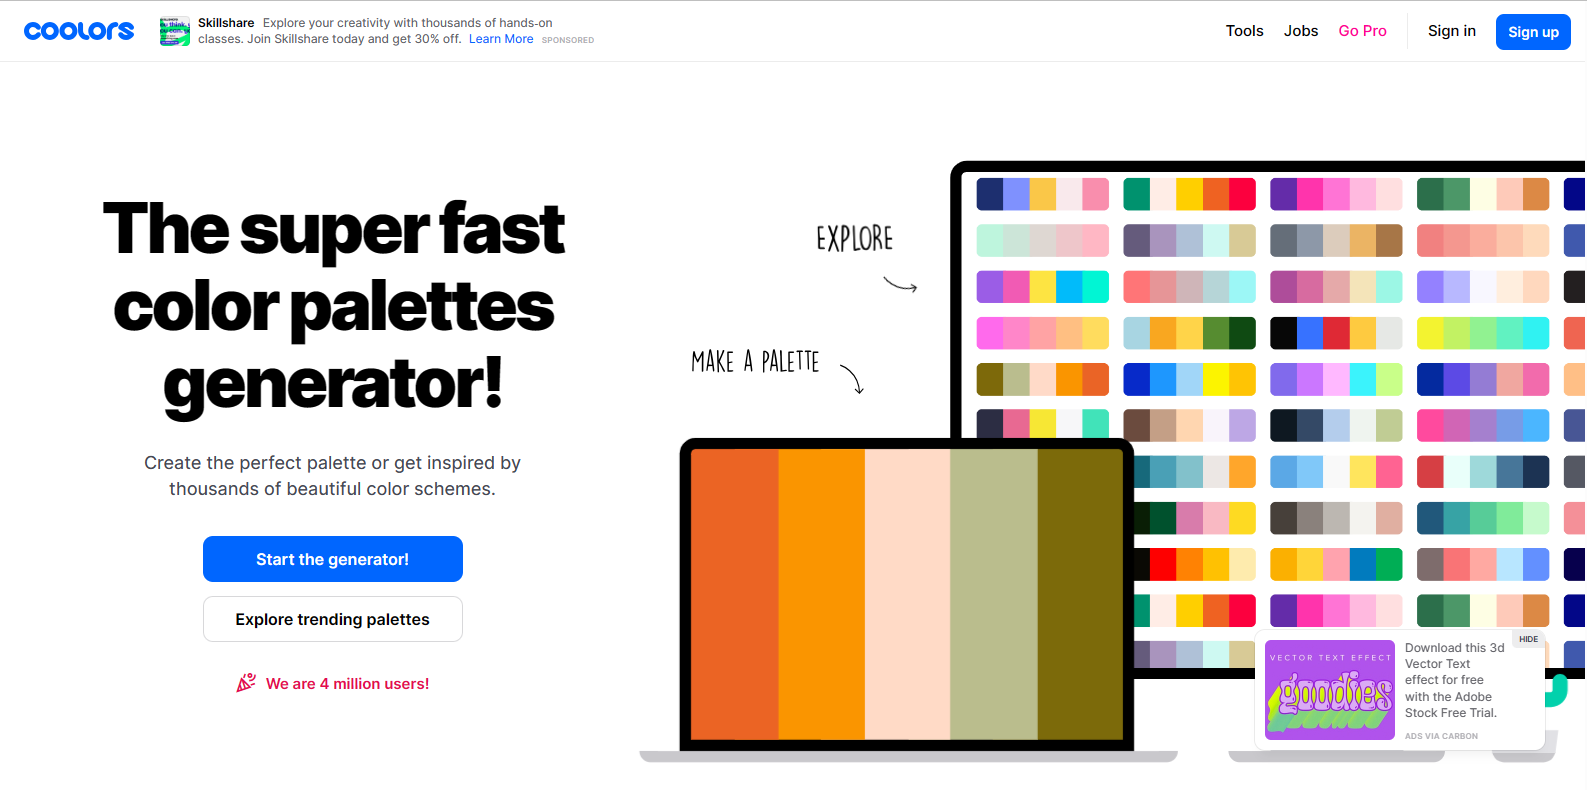 coolors
Skillshare Explore your creativity with thousands of hands-on
classes. Join Skillshare today and get 30% off. Learn More SPONSORED
Tools
Jobs
Go Pro
Sign in
Sign up
The super fast
color palettes
generator!
Create the perfect palette or get inspired by
thousands of beautiful color schemes.
Start the generator!
Explore trending palettes
We are 4 million users!
EXPLORE
MAKE A PALETTE
HIDE
VECTOR TEXT EFFECT
goodies
Download this 3d
Vector Text
effect for free
with the Adobe
Stock Free Trial.
ADS VIA CARBON